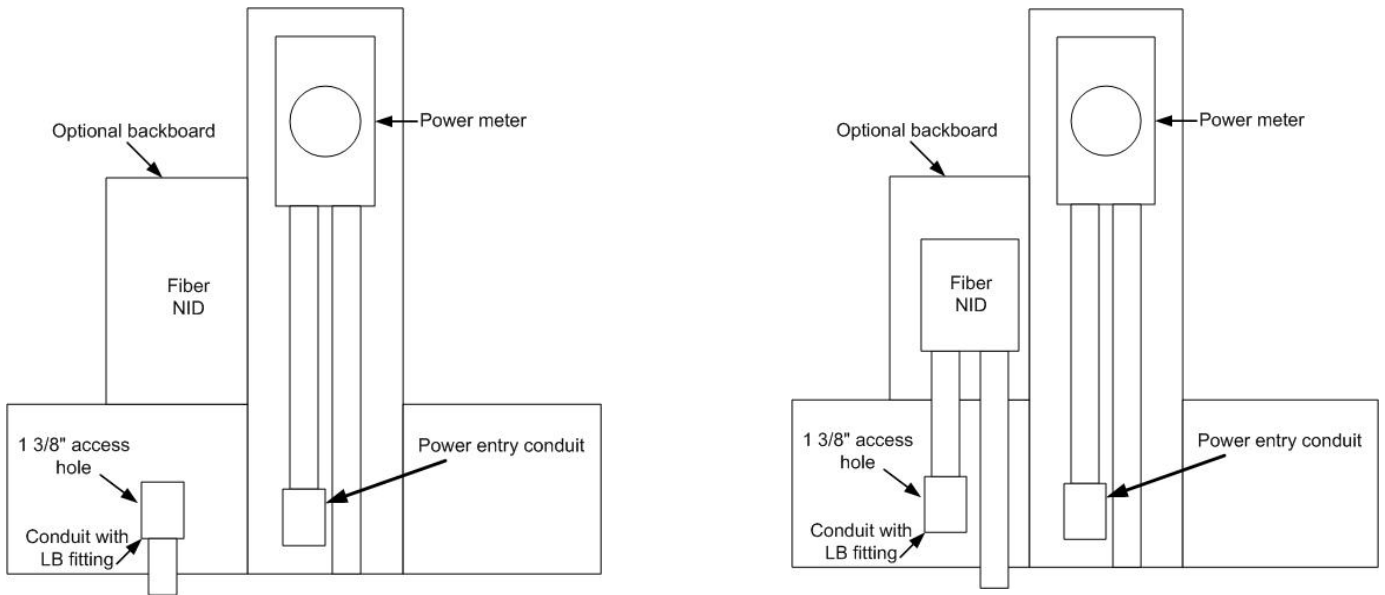 Optional backboard
Power meter
Fiber
NID
1 3/8" access
hole
Power entry conduit
Conduit with
LB fitting
Optional backboard
Power meter
Fiber
NID
1 3/8" access
hole
Power entry conduit
Conduit with
LB fitting